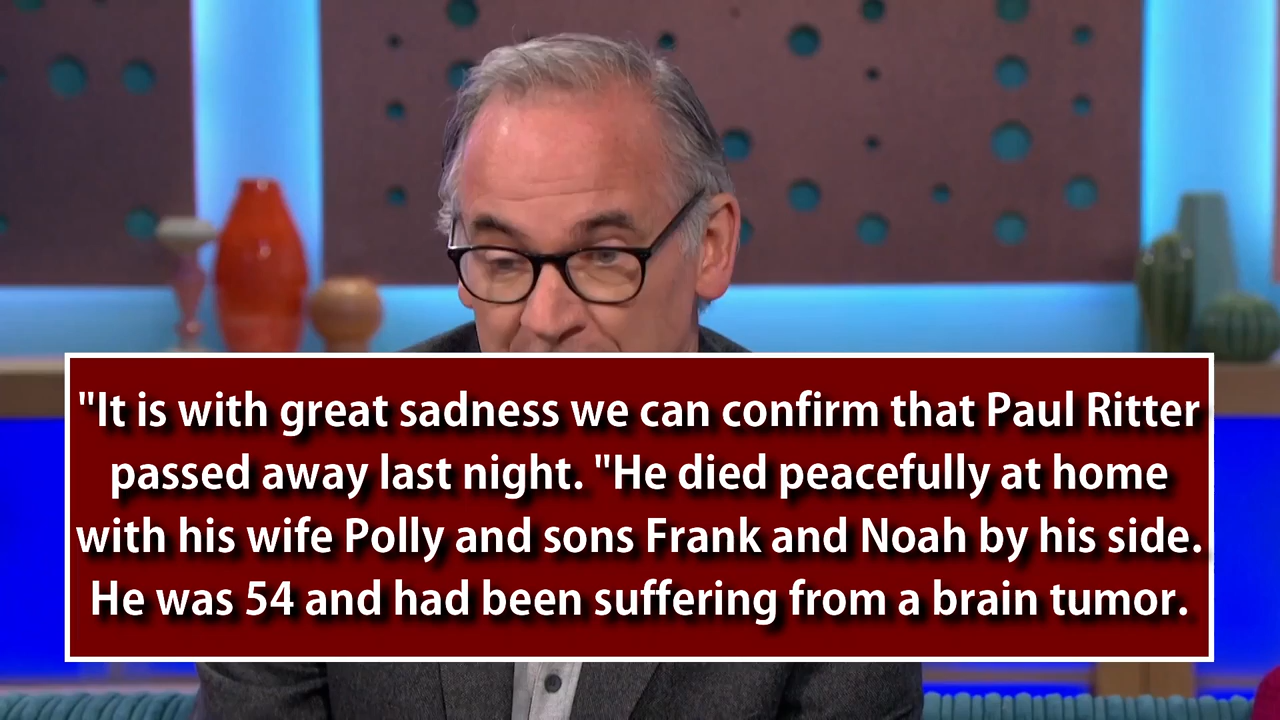 "It is with great sadness we can confirm that Paul Ritter
passed away last night. "He died peacefully at home
with his wife Polly and sons Frank and Noah by his side.
He was 54 and had been suffering from a brain tumor.